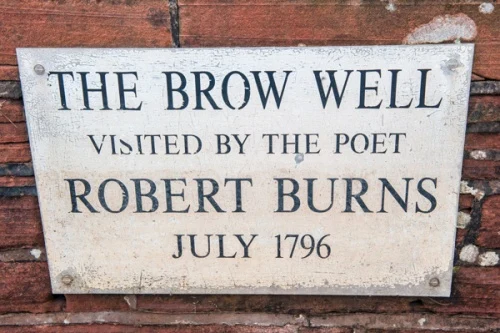 THE BROW WELL
VISITED BY THE POET
ROBERT BURNS
JULY 1796